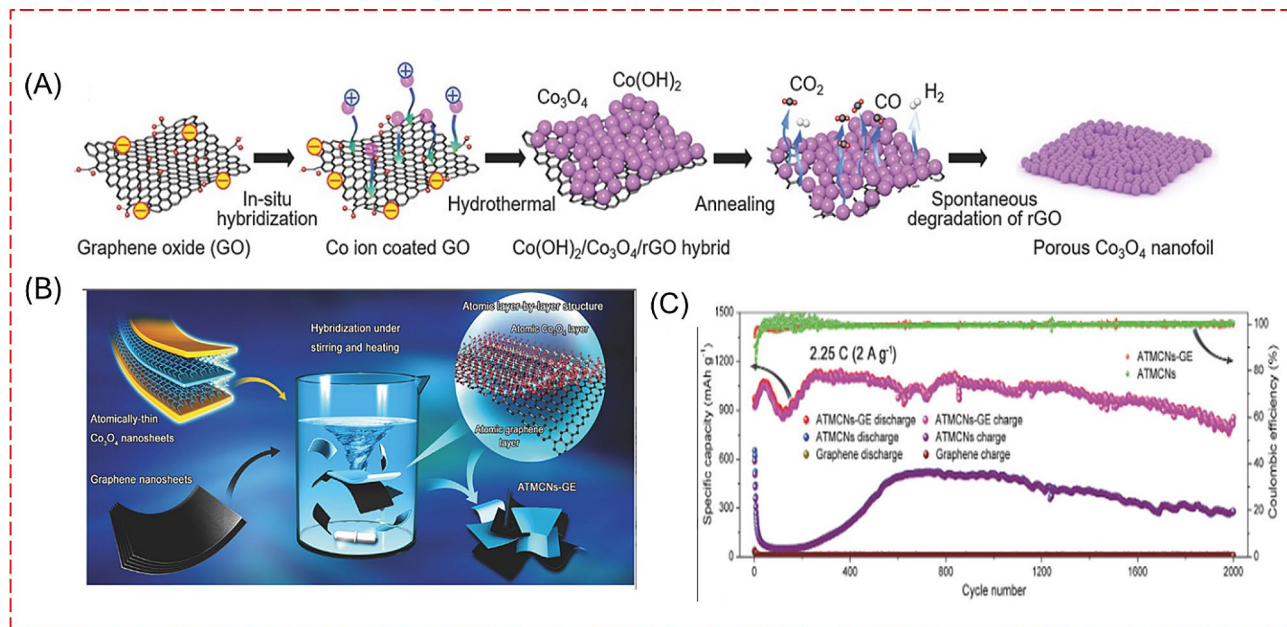 (A)
Co₃O₄
Co(OH)₂
CO₂
CO
H₂
In-situ
hybridization
Hydrothermal
Annealing
Spontaneous
degradation of rGO
Graphene oxide (GO)
Co ion coated GO
Co(OH)₂/Co₃O₄/rGO hybrid
Porous Co₃O₄ nanofoil
(B)
Atomically-thin
Co₃O₄ nanosheets
Graphene nanosheets
Hybridization under
stirring and heating
Atomic layer-by-layer structure
Atomic Co₃O₄ layer
Atomic graphene
layer
ATMCNs-GE
(C)
Specific capacity (mAh g⁻¹)
1500
1200
900
600
300
0
2.25 C (2 A g⁻¹)
ATMCNs-GE
ATMCNs
ATMCNs-GE discharge
ATMCNs-GE charge
ATMCNs discharge
ATMCNs charge
Graphene discharge
Graphene charge
100
80
60
40
20
0
Coulombic efficiency (%)
0
400
800
1200
1600
2000
Cycle number